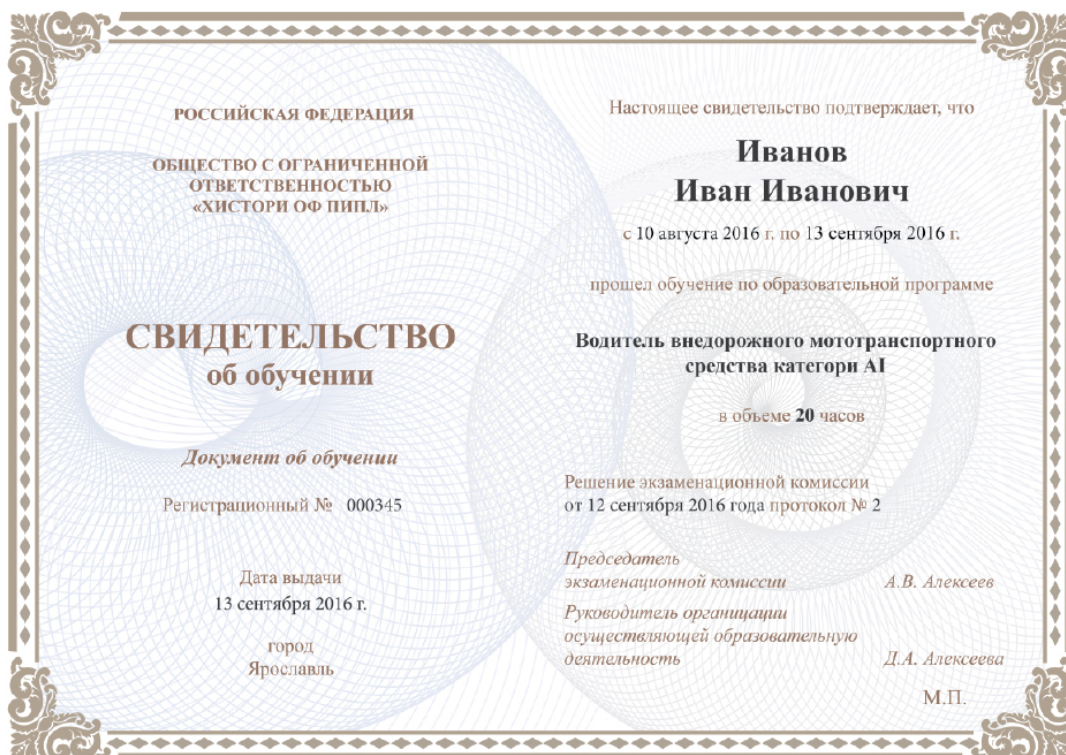 РОССИЙСКАЯ ФЕДЕРАЦИЯ
ОБЩЕСТВО С ОГРАНИЧЕННОЙ
ОТВЕТСТВЕННОСТЬЮ
«ХИСТОРИ ОФ ПИПЛ»
СВИДЕТЕЛЬСТВО
об обучении
Документ об обучении
Регистрационный № 000345
Дата выдачи
13 сентября 2016 г.
город
Ярославль
Настоящее свидетельство подтверждает, что
Иванов
Иван Иванович
с 10 августа 2016 г. по 13 сентября 2016 г.
прошел обучение по образовательной программе
Водитель внедорожного мототранспортного
средства категори АI
в объеме 20 часов
Решение экзаменационной комиссии
от 12 сентября 2016 года протокол № 2
Председатель
экзаменационной комиссии А.В. Алексеев
Руководитель органицации
осуществляющей образовательную
деятельность Д.А. Алексеева
М.П.